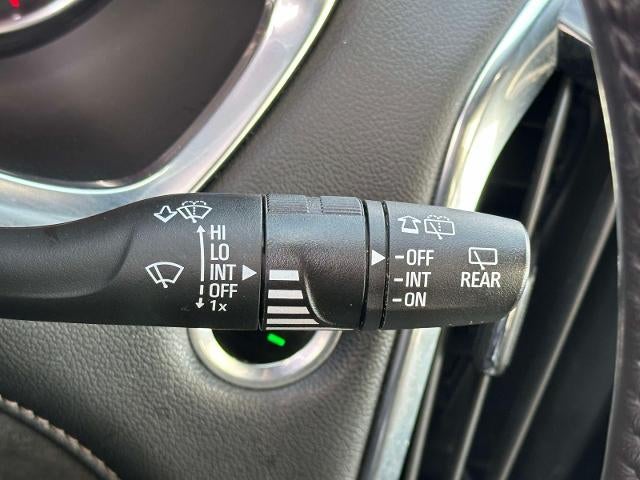 HI
LO
INT
OFF
1x
-OFF
-INT
-ON
REAR